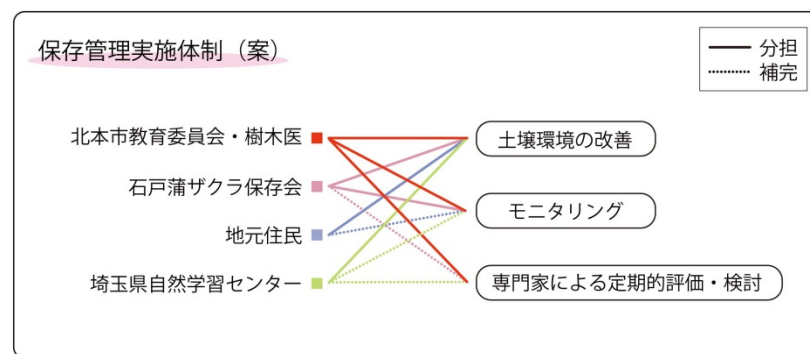 保存管理実施体制（案）
分担
補完
北本市教育委員会・樹木医
石戸蒲ザクラ保存会
地元住民
埼玉県自然学習センター
土壌環境の改善
モニタリング
専門家による定期的評価・検討